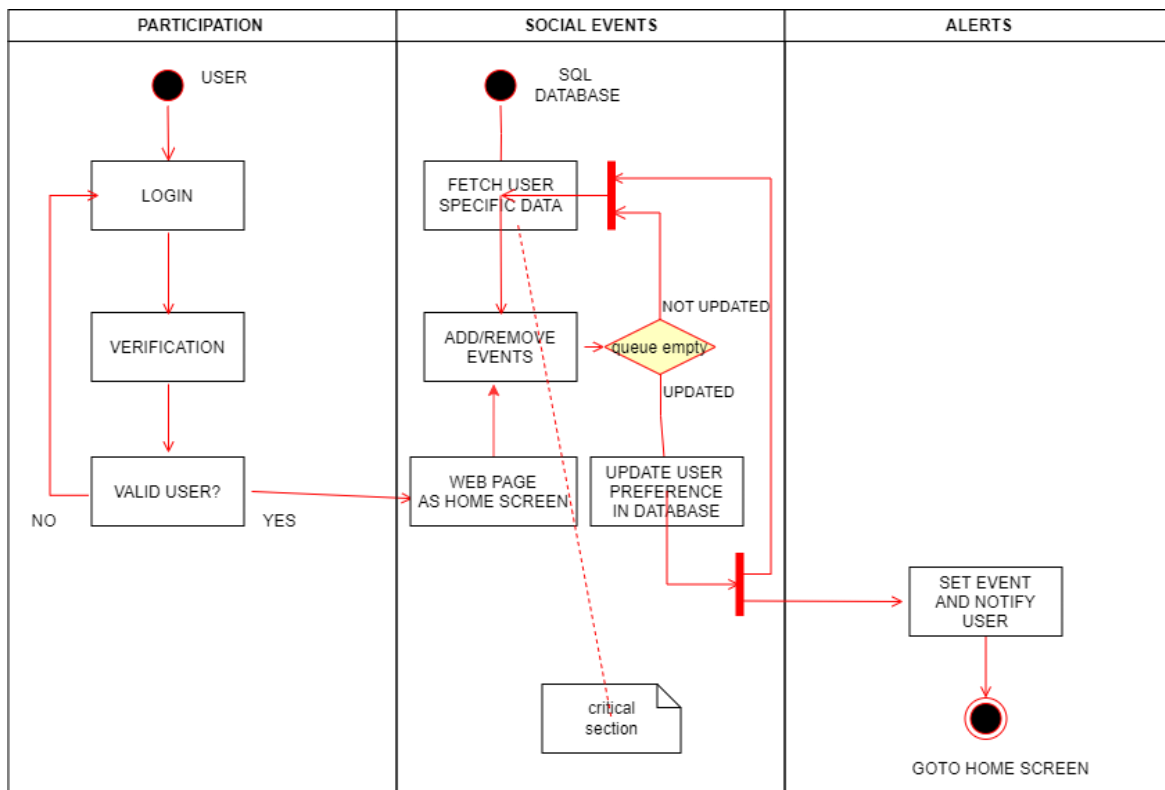 PARTICIPATION
SOCIAL EVENTS
ALERTS
USER
SQL
DATABASE
LOGIN
FETCH USER
SPECIFIC DATA
NOT UPDATED
VERIFICATION
ADD/REMOVE
EVENTS
queue empty
UPDATED
VALID USER?
NO
YES
WEB PAGE
AS HOME SCREEN
UPDATE USER
PREFERENCE
IN DATABASE
SET EVENT
AND NOTIFY
USER
critical
section
GOTO HOME SCREEN